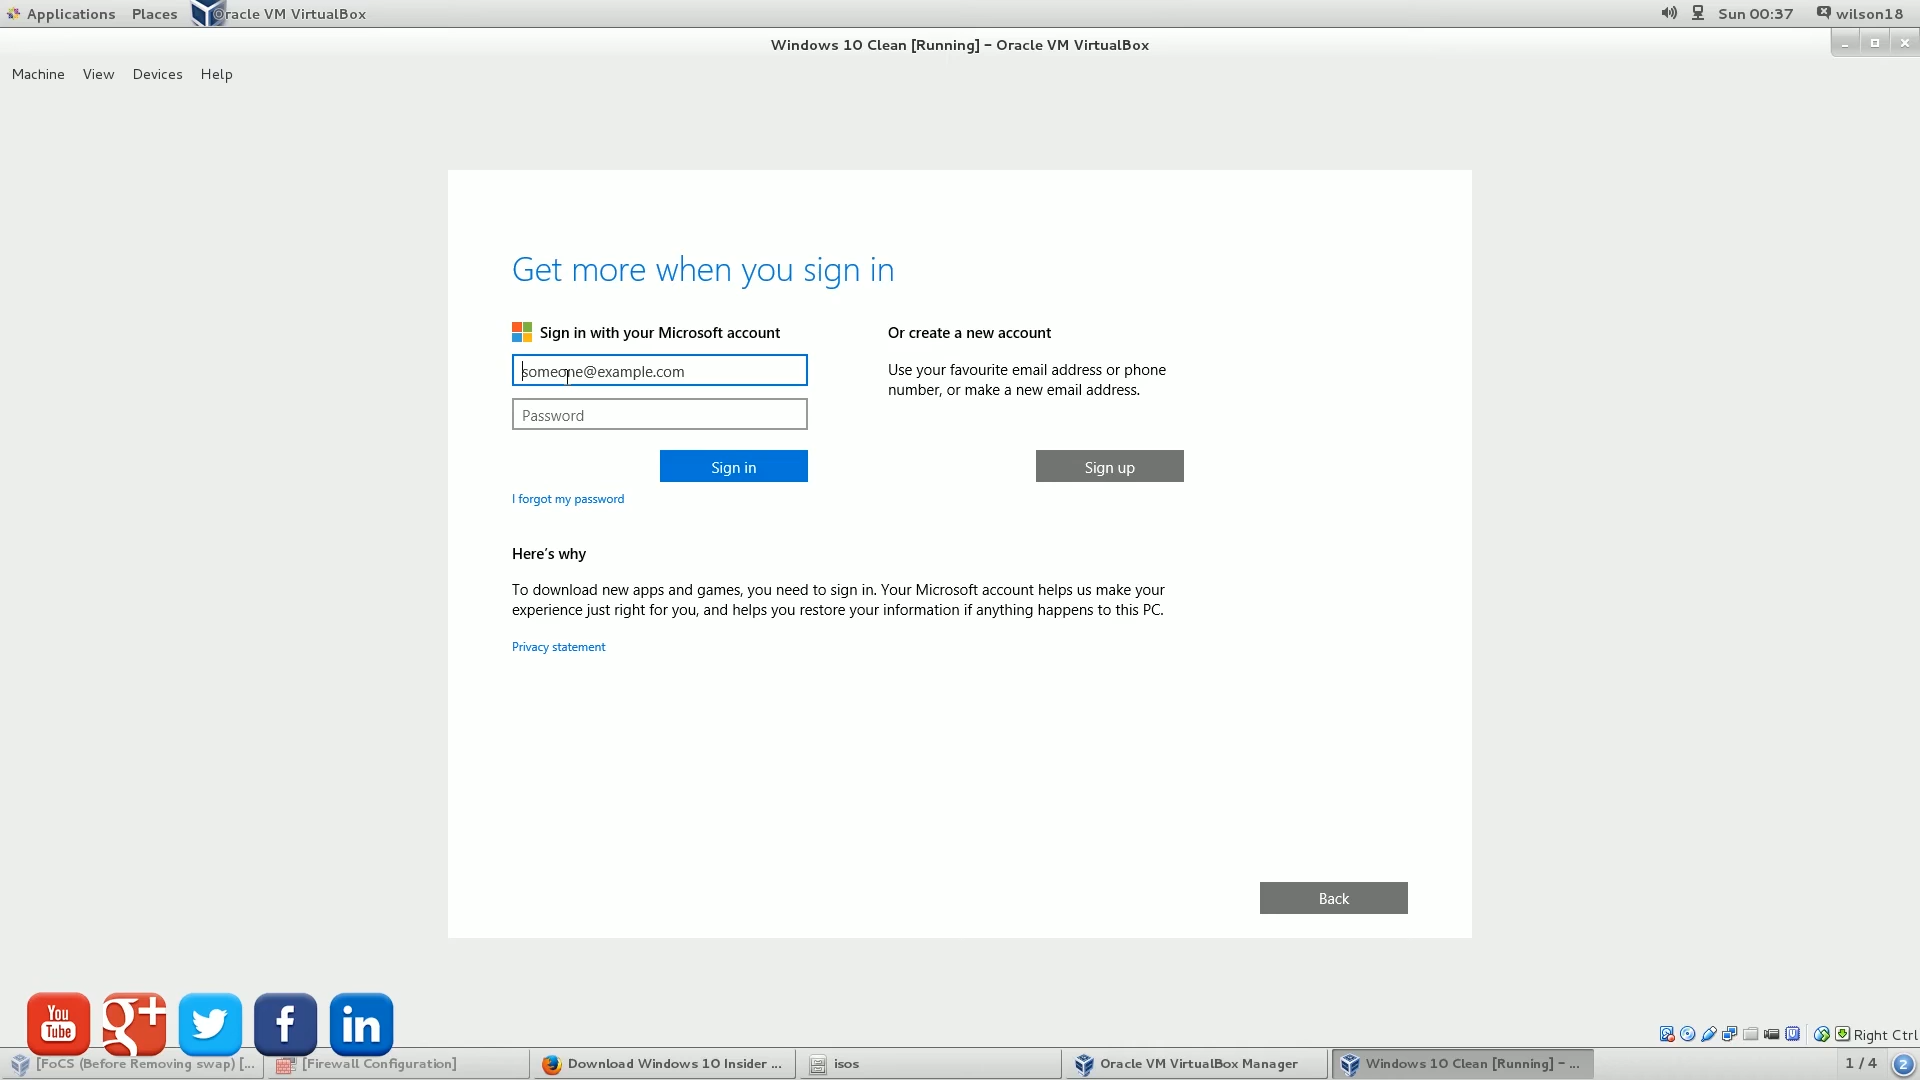 Applications Places Oracle VM VirtualBox Sun 00:37 wilson18
Windows 10 Clean [Running] - Oracle VM VirtualBox
Machine View Devices Help
Get more when you sign in
Sign in with your Microsoft account
someone@example.com
Password
Sign in
I forgot my password
Or create a new account
Use your favourite email address or phone
number, or make a new email address.
Sign up
Here's why
To download new apps and games, you need to sign in. Your Microsoft account helps us make your
experience just right for you, and helps you restore your information if anything happens to this PC.
Privacy statement
Back
You
Tube
g+
f
in
Right Ctrl
[FoCS (Before Removing swap) [... [Firewall Configuration] Download Windows 10 Insider ... isos Oracle VM VirtualBox Manager Windows 10 Clean [Running] - ... 1 / 4 2